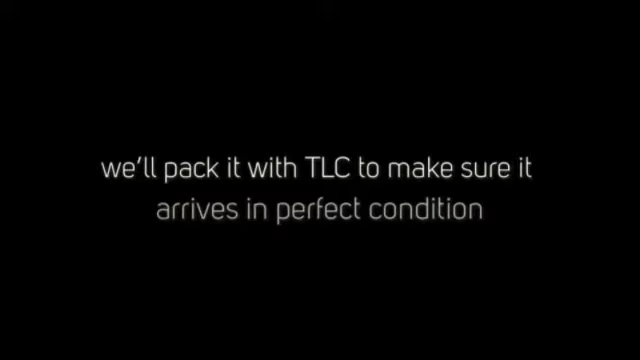 we'll pack it with TLC to make sure it
arrives in perfect condition